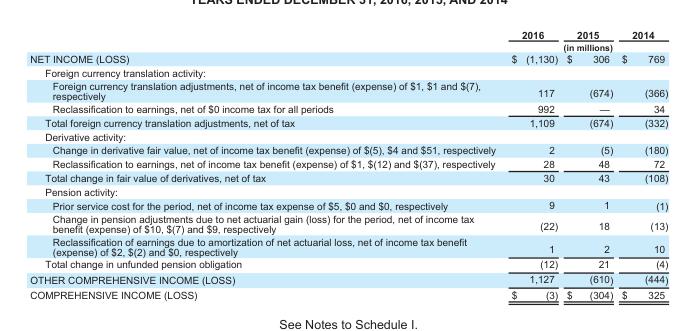 YEARS ENDED DECEMBER 31, 2016, 2015, AND 2014
2016 2015 2014
(in millions)
NET INCOME (LOSS) $ (1,130) $ 306 $ 769
Foreign currency translation activity:
Foreign currency translation adjustments, net of income tax benefit (expense) of $1, $1 and $(7),
respectively 117 (674) (366)
Reclassification to earnings, net of $0 income tax for all periods 992 — 34
Total foreign currency translation adjustments, net of tax 1,109 (674) (332)
Derivative activity:
Change in derivative fair value, net of income tax benefit (expense) of $(5), $4 and $51, respectively 2 (5) (180)
Reclassification to earnings, net of income tax benefit (expense) of $1, $(12) and $(37), respectively 28 48 72
Total change in fair value of derivatives, net of tax 30 43 (108)
Pension activity:
Prior service cost for the period, net of income tax expense of $5, $0 and $0, respectively 9 1 (1)
Change in pension adjustments due to net actuarial gain (loss) for the period, net of income tax
benefit (expense) of $10, $(7) and $9, respectively (22) 18 (13)
Reclassification of earnings due to amortization of net actuarial loss, net of income tax benefit
(expense) of $2, $(2) and $0, respectively 1 2 10
Total change in unfunded pension obligation (12) 21 (4)
OTHER COMPREHENSIVE INCOME (LOSS) 1,127 (610) (444)
COMPREHENSIVE INCOME (LOSS) $ (3) $ (304) $ 325
See Notes to Schedule I.